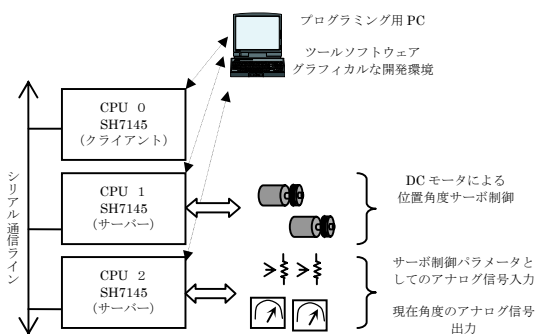 プログラミング用 PC
ツールソフトウェア
グラフィカルな開発環境
CPU 0
SH7145
(クライアント)
シリアル通信ライン
CPU 1
SH7145
(サーバー)
DC モータによる
位置角度サーボ制御
CPU 2
SH7145
(サーバー)
サーボ制御パラメータと
してのアナログ信号入力
現在角度のアナログ信号
出力